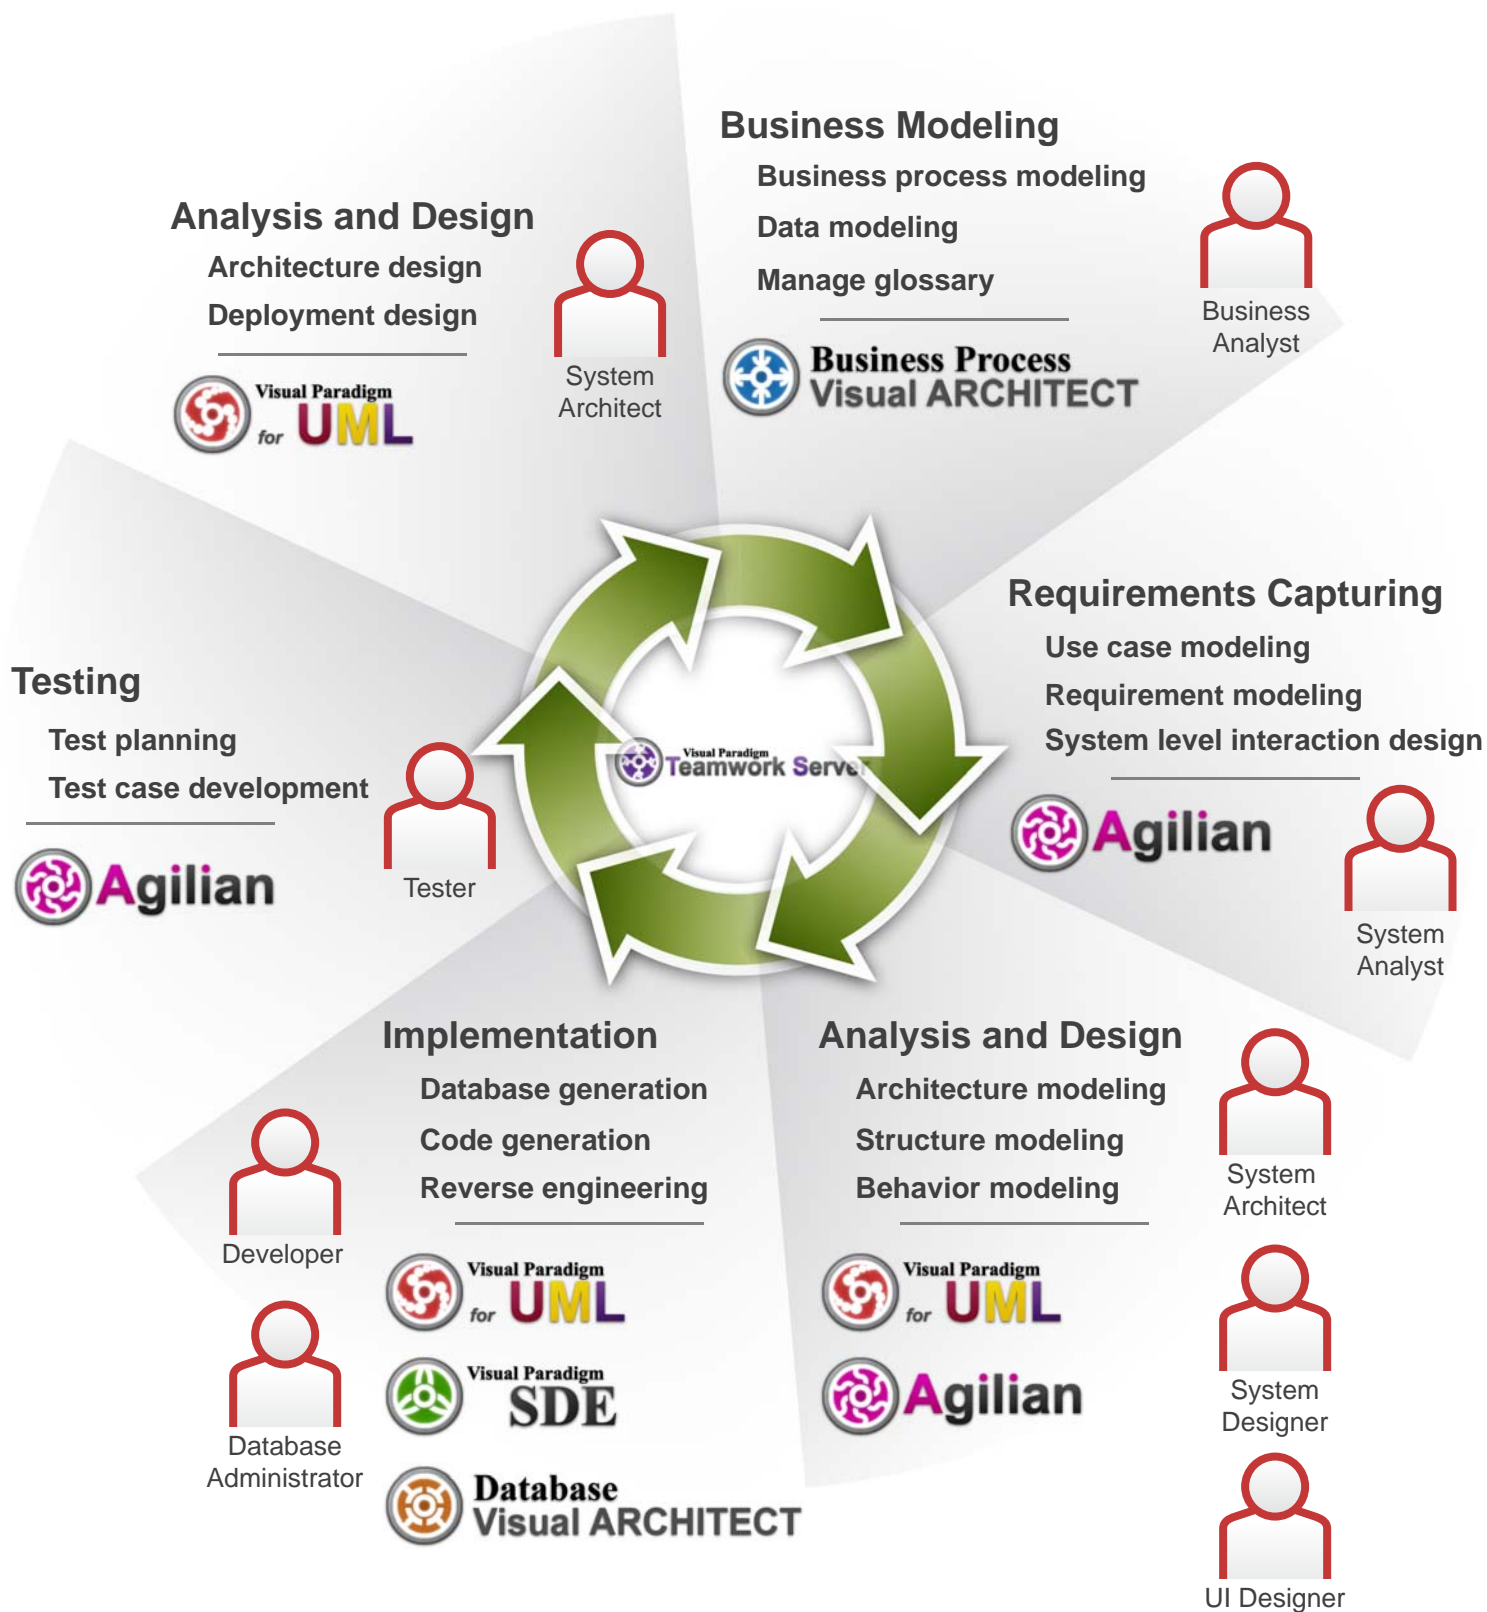 Business Modeling
Business process modeling
Data modeling
Manage glossary
Business Process
Visual ARCHITECT
Business
Analyst
Analysis and Design
Architecture design
Deployment design
Visual Paradigm
for UML
System
Architect
Requirements Capturing
Use case modeling
Requirement modeling
System level interaction design
Agilian
System
Analyst
Testing
Test planning
Test case development
Agilian
Tester
Visual Paradigm
Teamwork Server
Implementation
Database generation
Code generation
Reverse engineering
Visual Paradigm
for UML
Visual Paradigm
SDE
Database
Visual ARCHITECT
Developer
Database
Administrator
Analysis and Design
Architecture modeling
Structure modeling
Behavior modeling
Visual Paradigm
for UML
Agilian
System
Architect
System
Designer
UI Designer